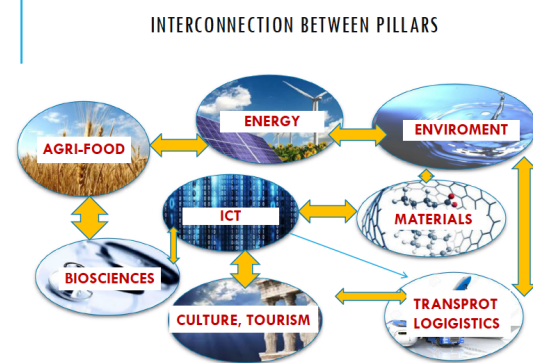 INTERCONNECTION BETWEEN PILLARS
ENERGY
ENVIROMENT
AGRI-FOOD
ICT
MATERIALS
BIOSCIENCES
CULTURE, TOURISM
TRANSPROT
LOGIGISTICS